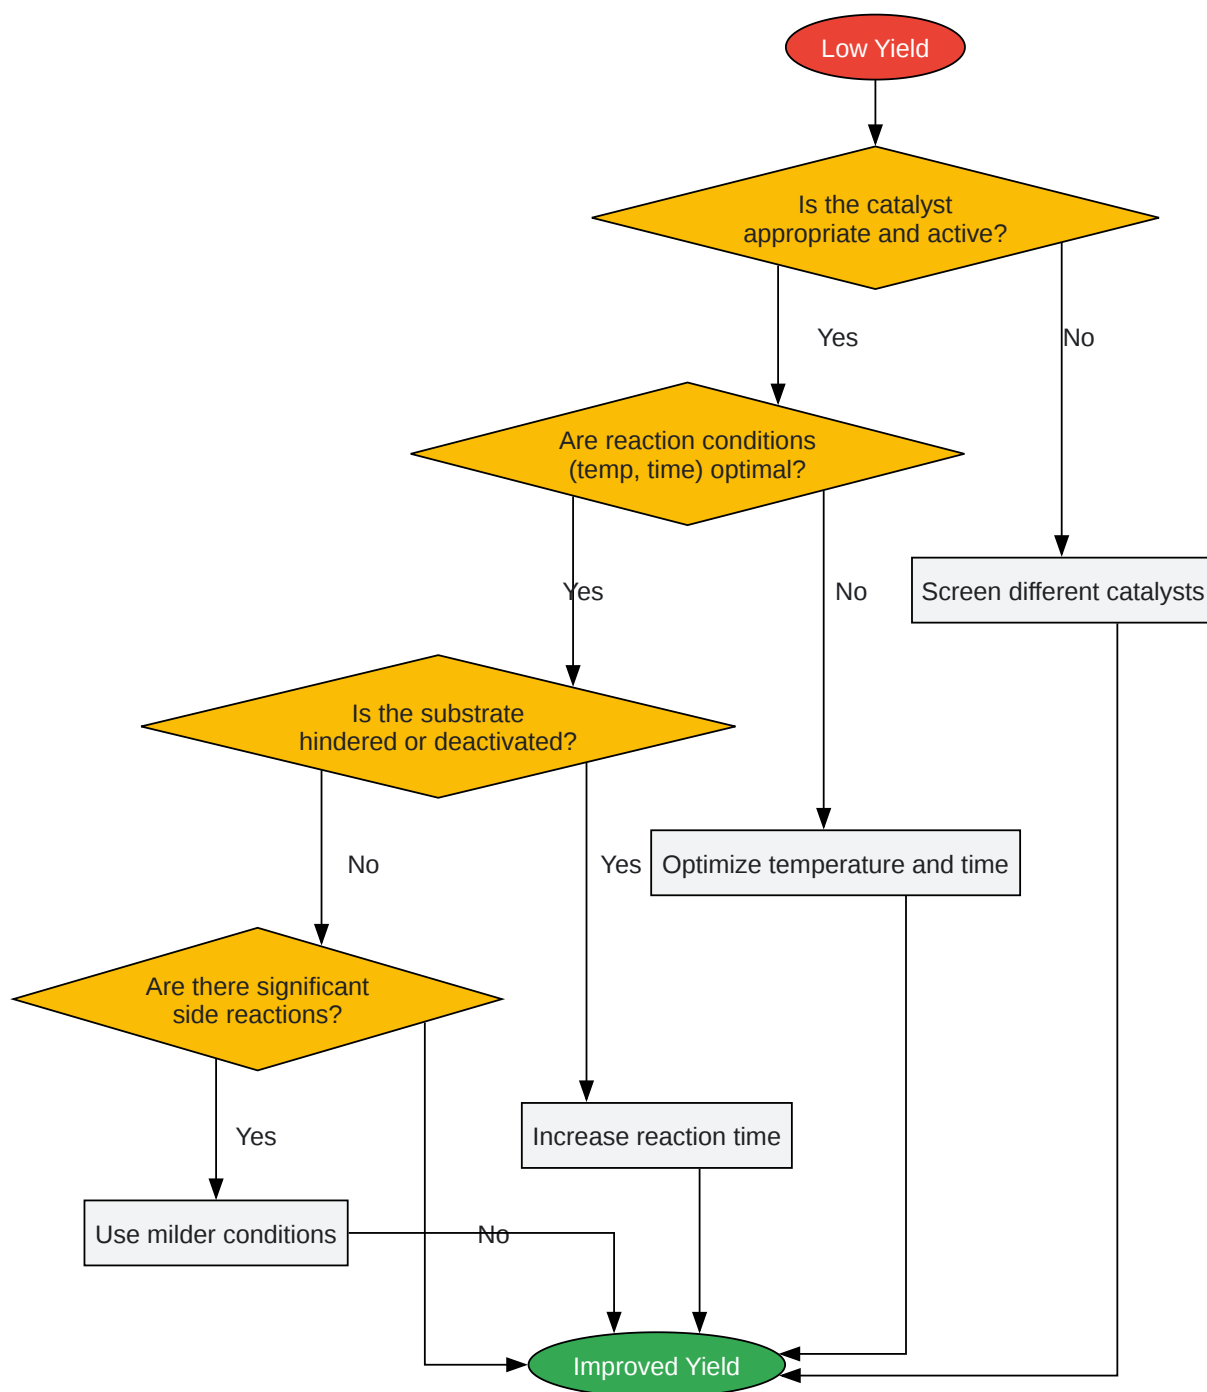 Low Yield
Is the catalyst
appropriate and active?
Yes
No
Are reaction conditions
(temp, time) optimal?
Yes
No
Screen different catalysts
Is the substrate
hindered or deactivated?
No
Yes
Optimize temperature and time
Are there significant
side reactions?
Yes
Increase reaction time
Use milder conditions
No
Improved Yield